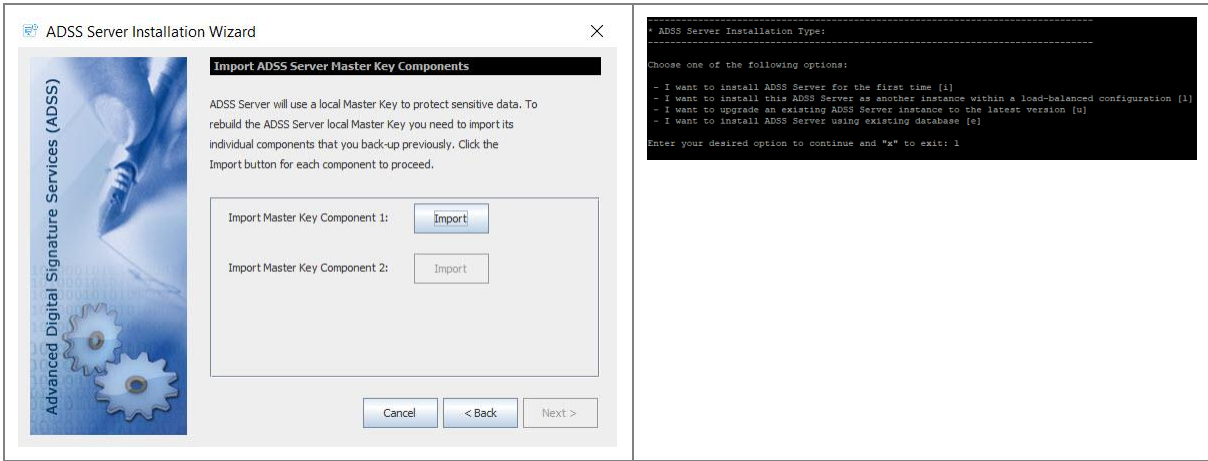 ADSS Server Installation Wizard
Advanced Digital Signature Services (ADSS)
Import ADSS Server Master Key Components
ADSS Server will use a local Master Key to protect sensitive data. To
rebuild the ADSS Server local Master Key you need to import its
individual components that you back-up previously. Click the
Import button for each component to proceed.
Import Master Key Component 1:
Import
Import Master Key Component 2:
Import
Cancel
< Back
Next >
--------------------------------------------------------------------------------
* ADSS Server Installation Type:
--------------------------------------------------------------------------------
Choose one of the following options:
- I want to install ADSS Server for the first time [i]
- I want to install this ADSS Server as another instance within a load-balanced configuration [l]
- I want to upgrade an existing ADSS Server instance to the latest version [u]
- I want to install ADSS Server using existing database [e]
Enter your desired option to continue and "x" to exit: l